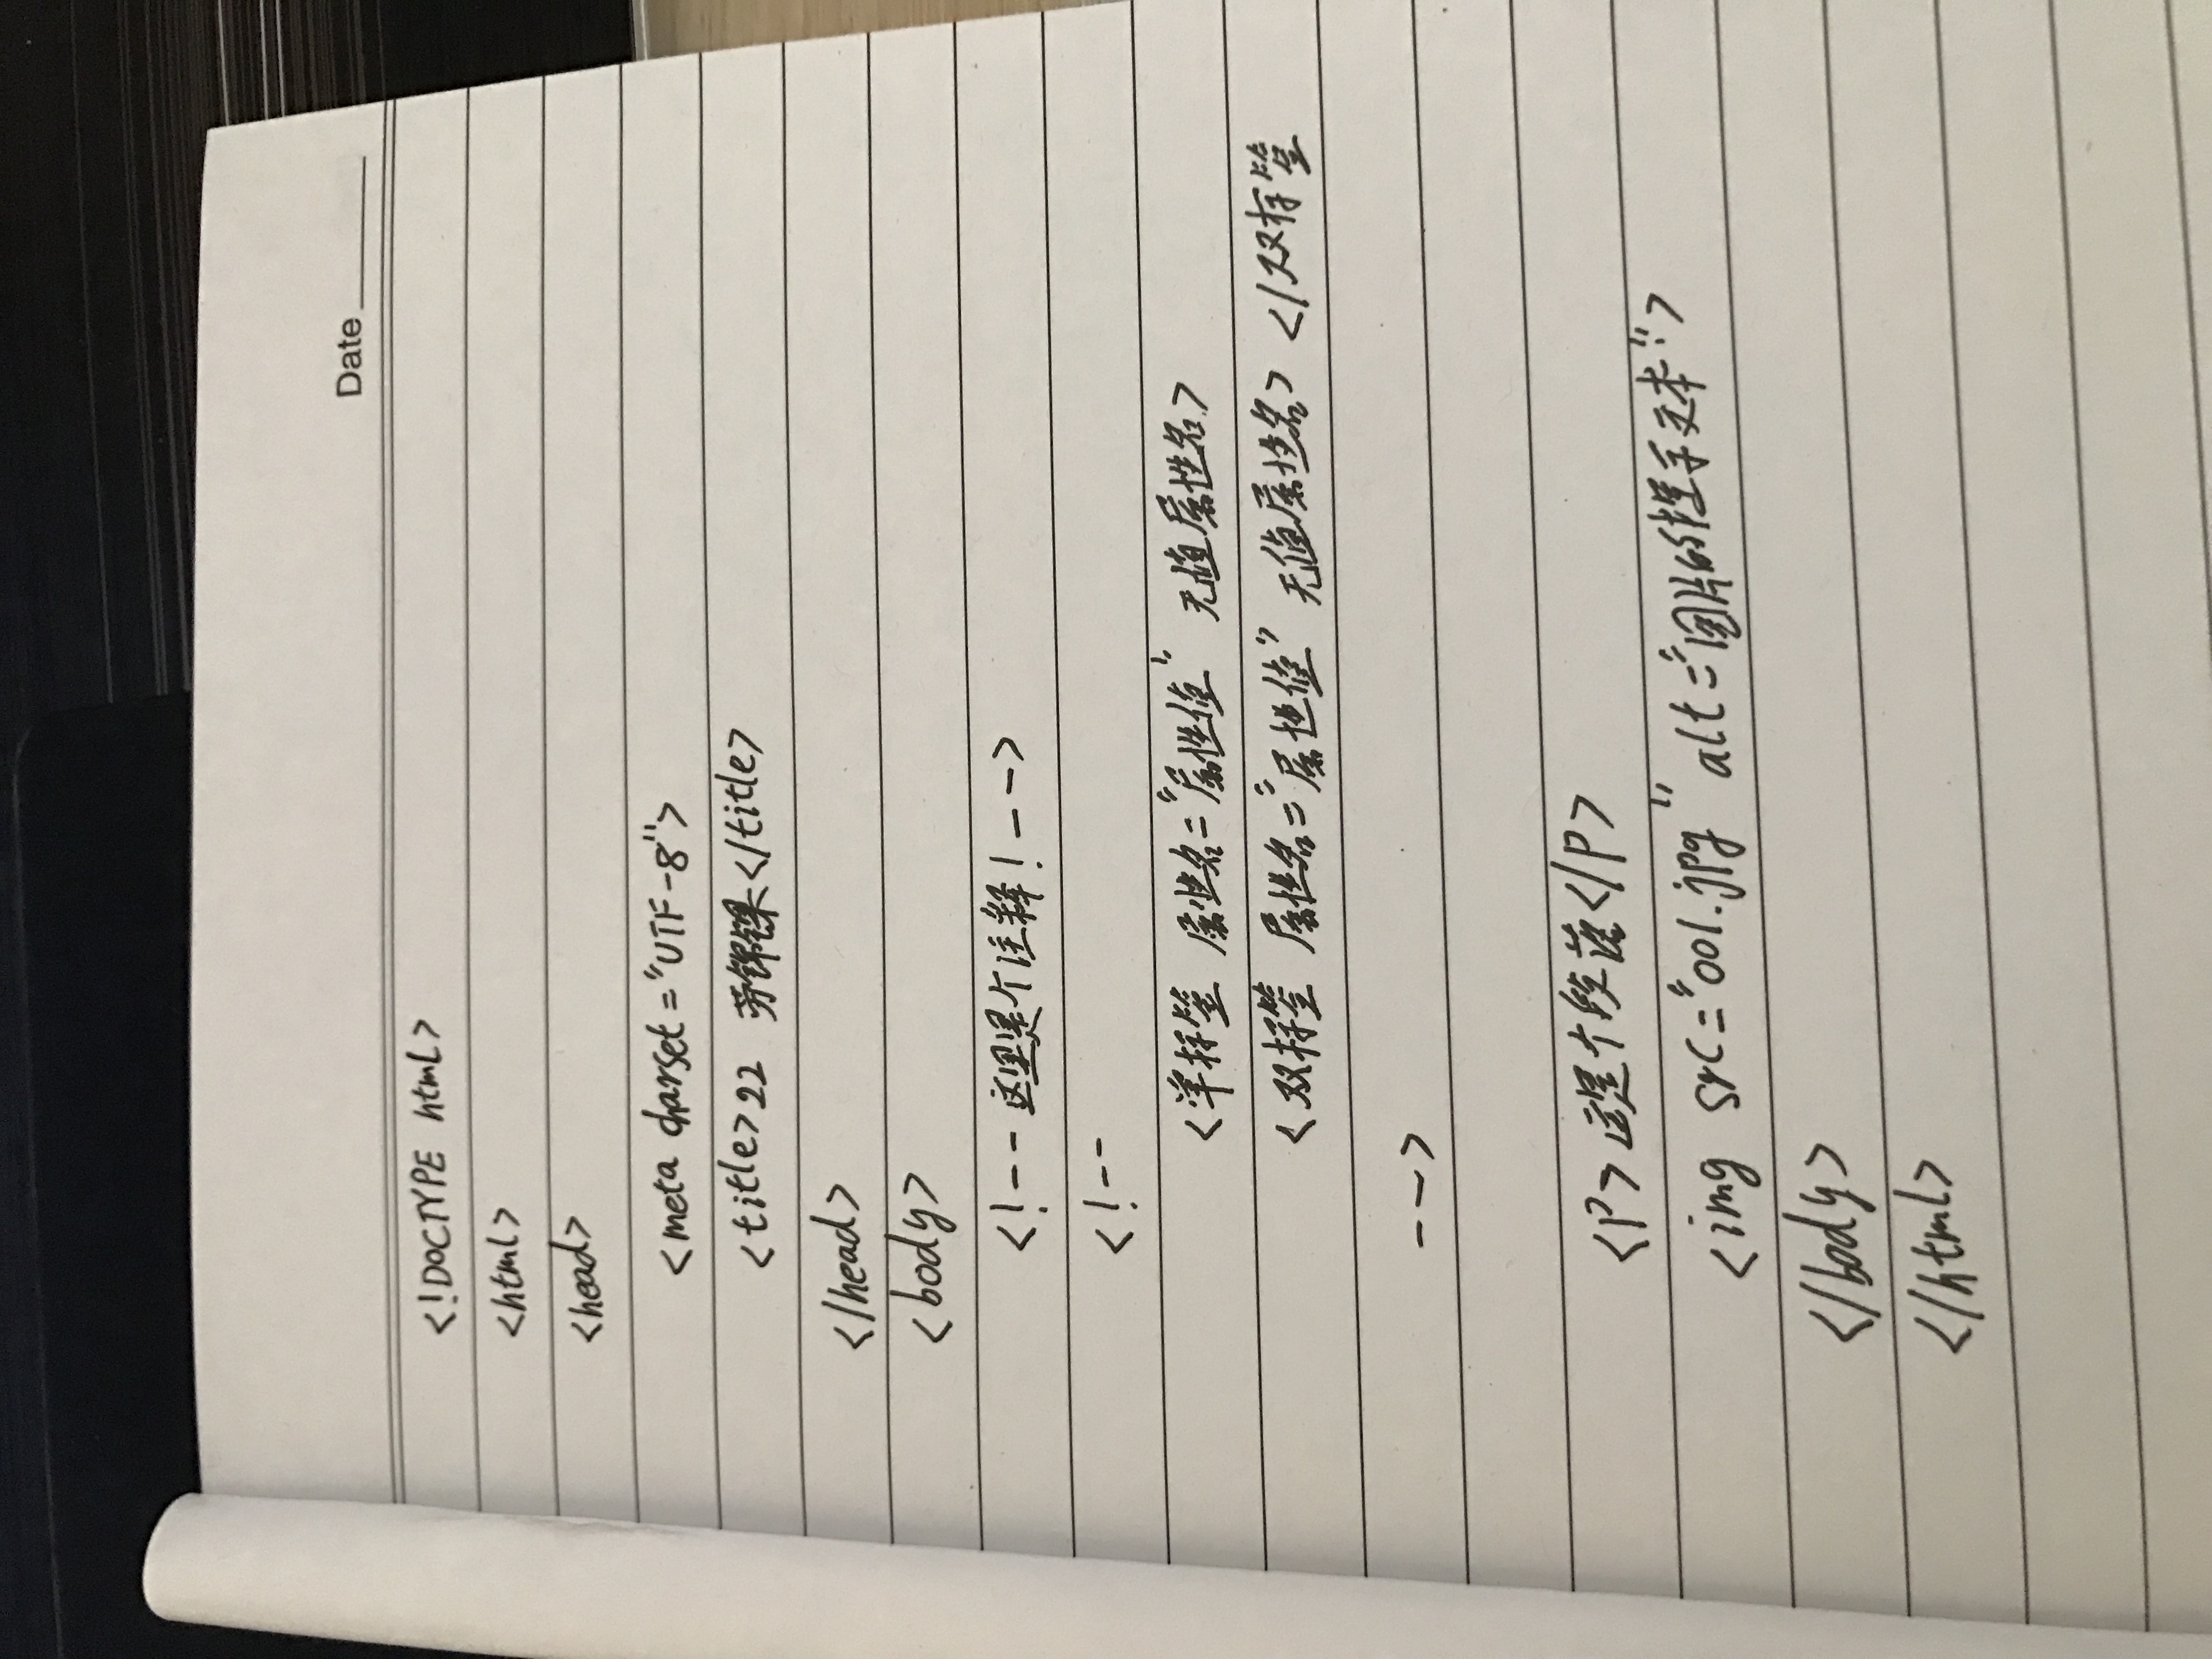 Date
<!DOCTYPE html>
<html>
<head>
<meta charset="UTF-8">
<title>22 劳锦</title>
</head>
<body>
<!--这里是个注释!-->
<!--
<单标签 属性名="属性值" 无值属性名>
<双标签 属性名="属性值" 无值属性名> </双标签
-->
<P>这是个段落</P>
<img src="001.jpg" alt="图片的提示文本">
</body>
</html>